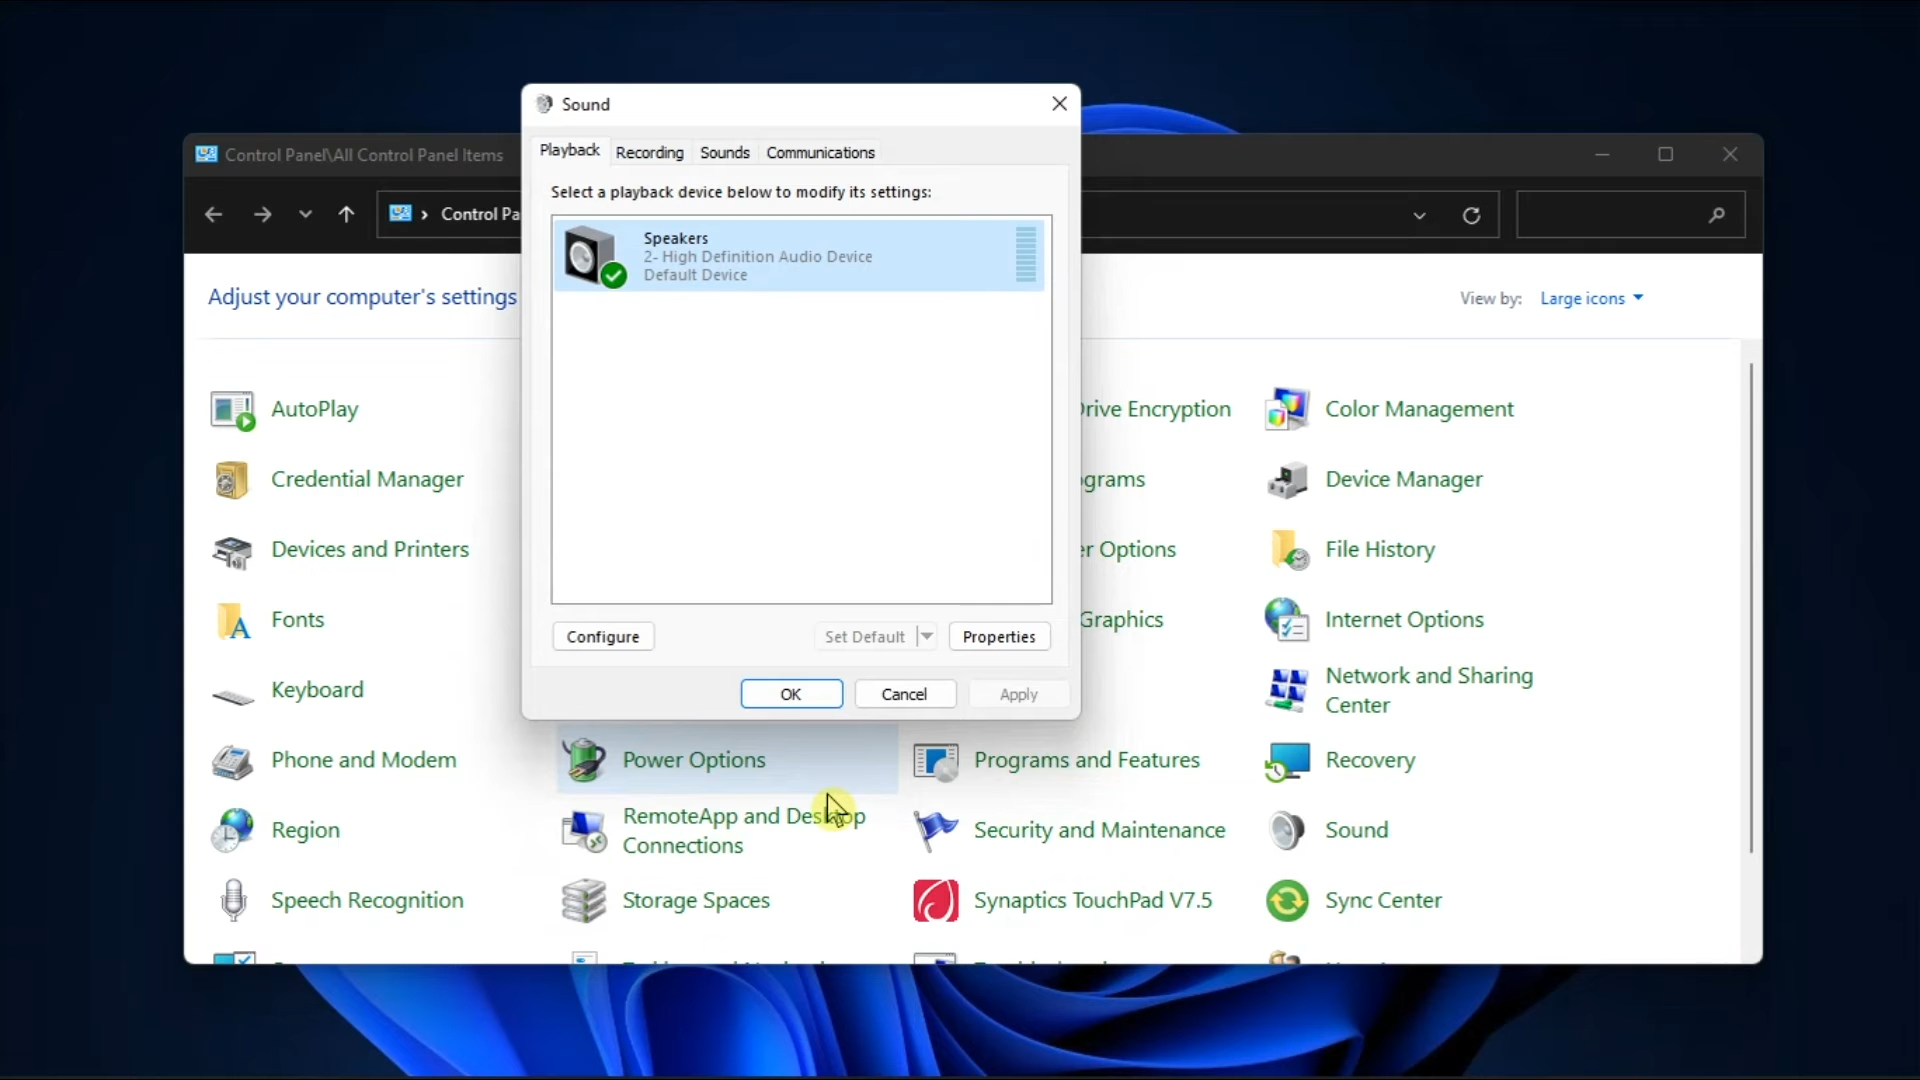 Sound
Playback
Recording
Sounds
Communications
Select a playback device below to modify its settings:
Speakers
2- High Definition Audio Device
Default Device
Configure
Set Default
Properties
OK
Cancel
Apply
Control Panel\All Control Panel Items
Control Pa
Adjust your computer's settings
View by:
Large icons
AutoPlay
Drive Encryption
Color Management
Credential Manager
ograms
Device Manager
Devices and Printers
er Options
File History
Fonts
Graphics
Internet Options
Keyboard
Network and Sharing
Center
Phone and Modem
Power Options
Programs and Features
Recovery
Region
RemoteApp and Desktop
Connections
Security and Maintenance
Sound
Speech Recognition
Storage Spaces
Synaptics TouchPad V7.5
Sync Center